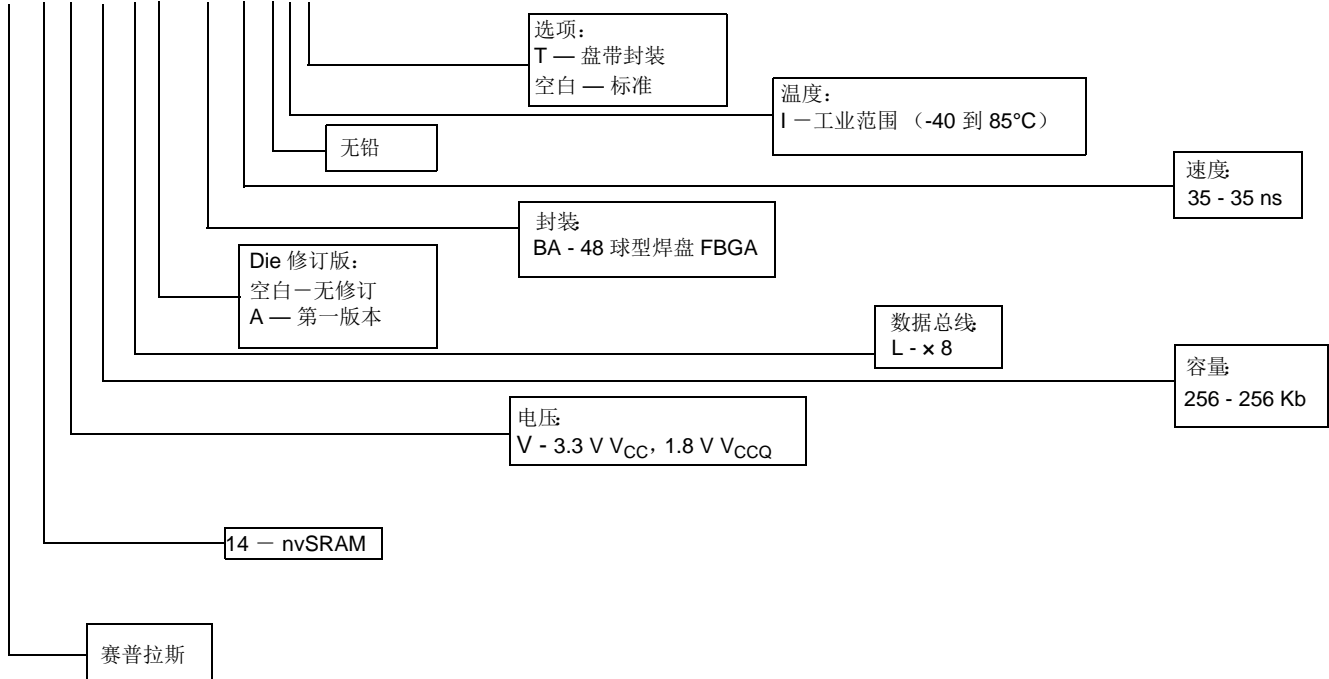 选项：
T — 盘带封装
空白 — 标准
温度：
I －工业范围 （-40 到 85°C）
无铅
速度:
35 - 35 ns
封装:
BA - 48 球型焊盘 FBGA
Die 修订版：
空白－无修订
A — 第一版本
数据总线:
L - × 8
容量:
256 - 256 Kb
电压:
V - 3.3 V VCC，1.8 V VCCQ
14 － nvSRAM
赛普拉斯